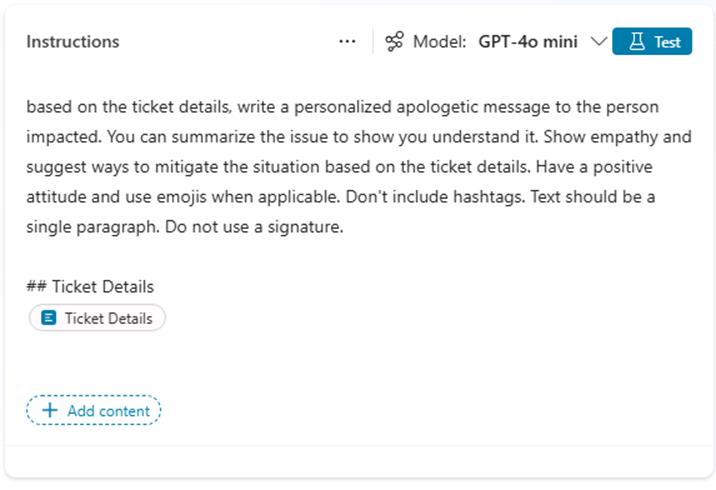 Instructions
... Model: GPT-4o mini Test
based on the ticket details, write a personalized apologetic message to the person
impacted. You can summarize the issue to show you understand it. Show empathy and
suggest ways to mitigate the situation based on the ticket details. Have a positive
attitude and use emojis when applicable. Don't include hashtags. Text should be a
single paragraph. Do not use a signature.
## Ticket Details
Ticket Details
+ Add content